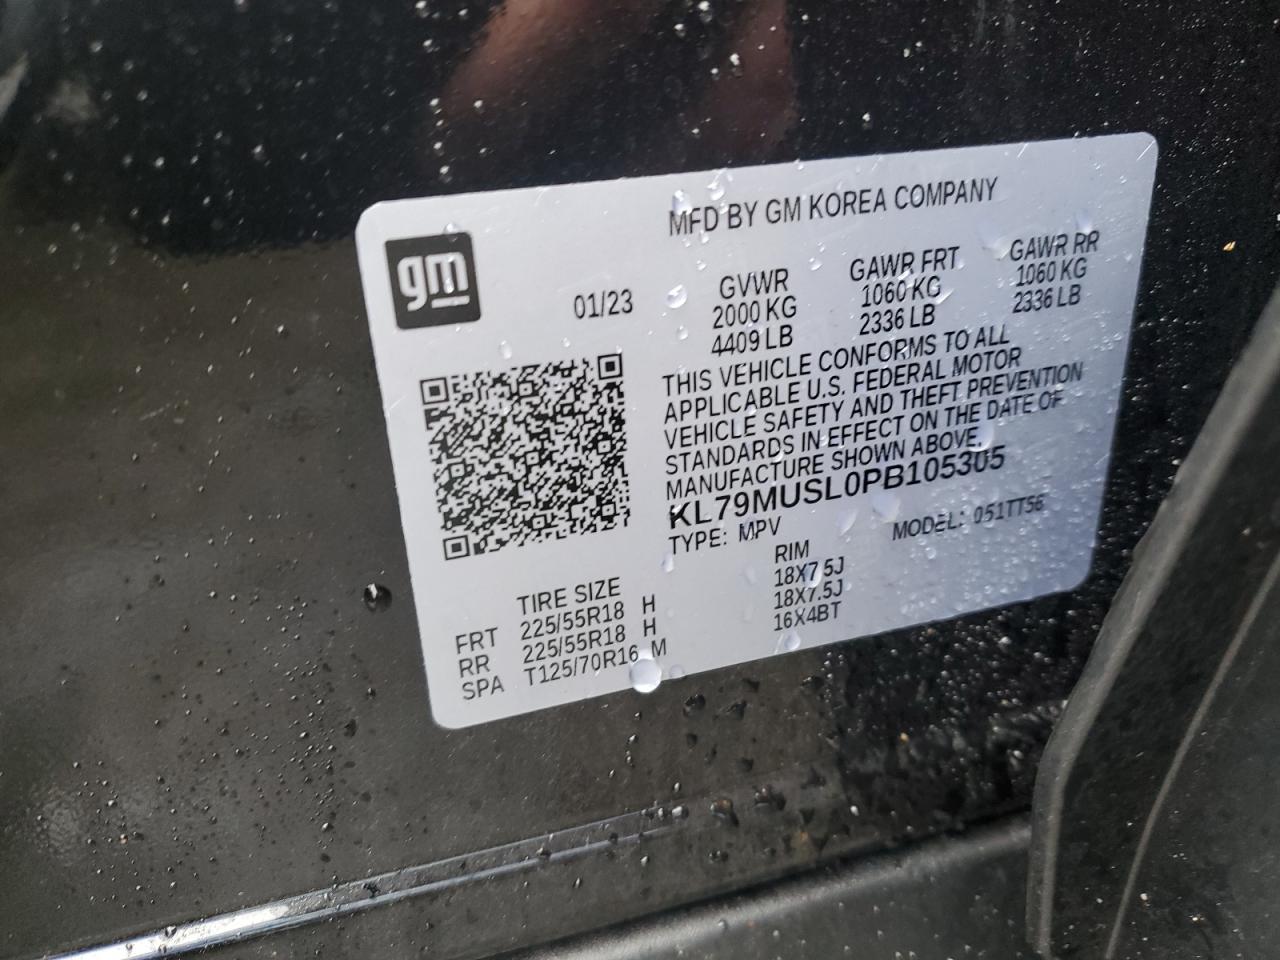 MFD BY GM KOREA COMPANY
gm
01/23
GVWR
2000 KG
4409 LB
GAWR FRT
1060 KG
2336 LB
GAWR RR
1060 KG
2336 LB
THIS VEHICLE CONFORMS TO ALL
APPLICABLE U.S. FEDERAL MOTOR
VEHICLE SAFETY AND THEFT PREVENTION
STANDARDS IN EFFECT ON THE DATE OF
MANUFACTURE SHOWN ABOVE.
KL79MUSL0PB105305
TYPE: MPV
MODEL: 051TT56
TIRE SIZE
RIM
FRT 225/55R18 H 18X7.5J
RR 225/55R18 H 18X7.5J
SPA T125/70R16 M 16X4BT